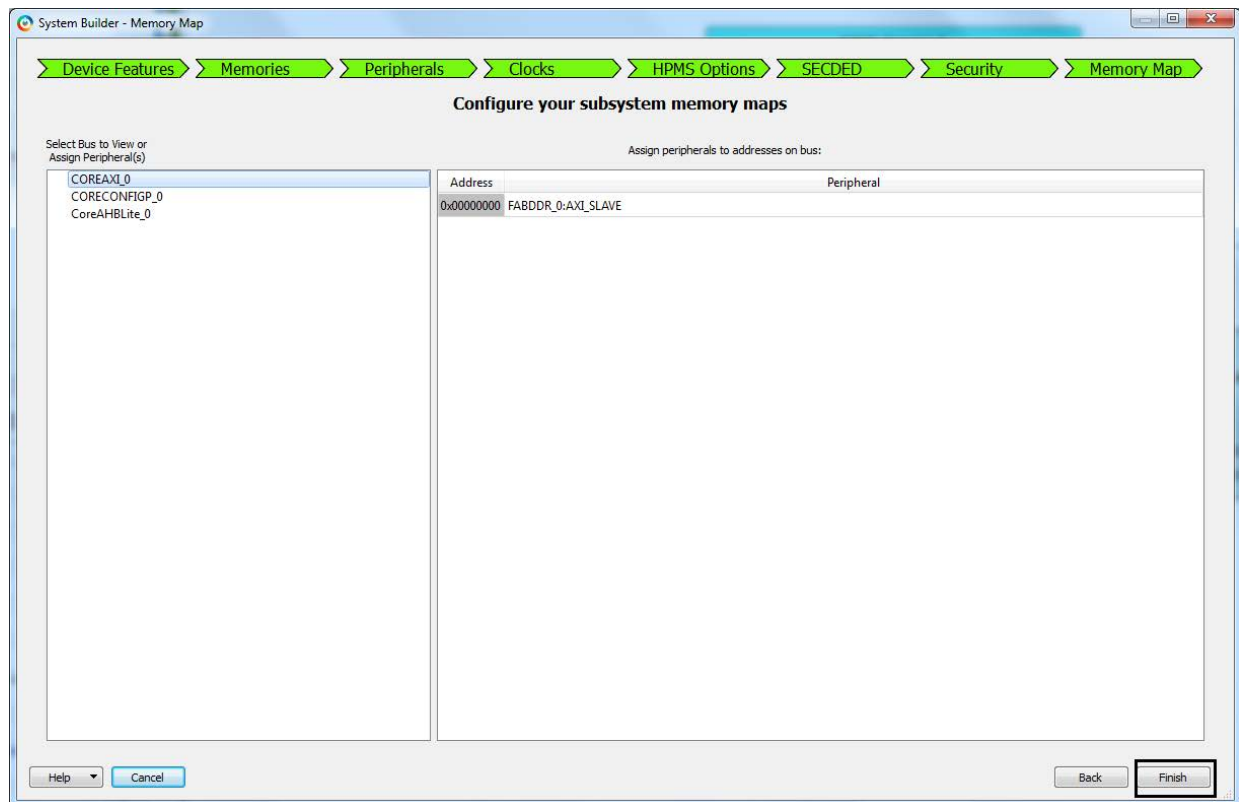 System Builder - Memory Map
Device Features Memories Peripherals Clocks HPMS Options SECDED Security Memory Map
Configure your subsystem memory maps
Select Bus to View or
Assign Peripheral(s)
Assign peripherals to addresses on bus:
COREAXI_0
CORECONFIGP_0
CoreAHBLite_0
Address Peripheral
0x00000000 FABDDR_0:AXI_SLAVE
Help Cancel Back Finish